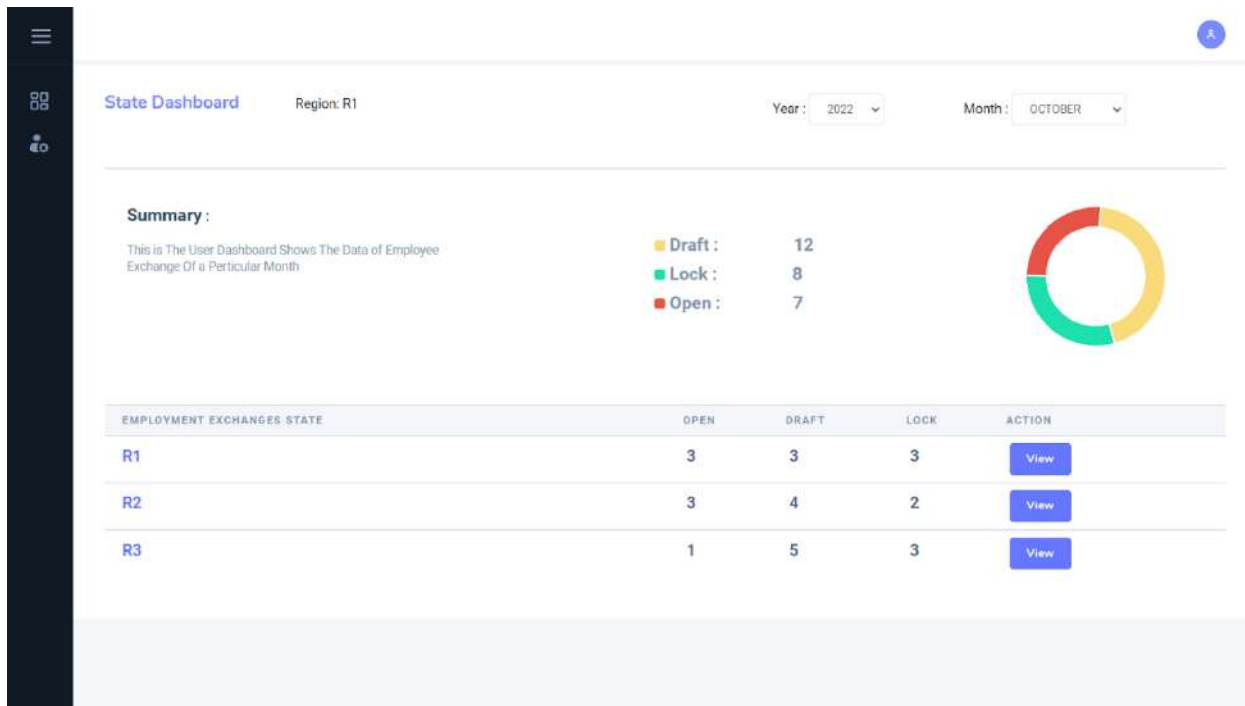 State Dashboard Region: R1 Year : 2022 Month : OCTOBER
Summary :
This is The User Dashboard Shows The Data of Employee
Exchange Of a Perticular Month
Draft : 12
Lock : 8
Open : 7
EMPLOYMENT EXCHANGES STATE OPEN DRAFT LOCK ACTION
R1 3 3 3 View
R2 3 4 2 View
R3 1 5 3 View